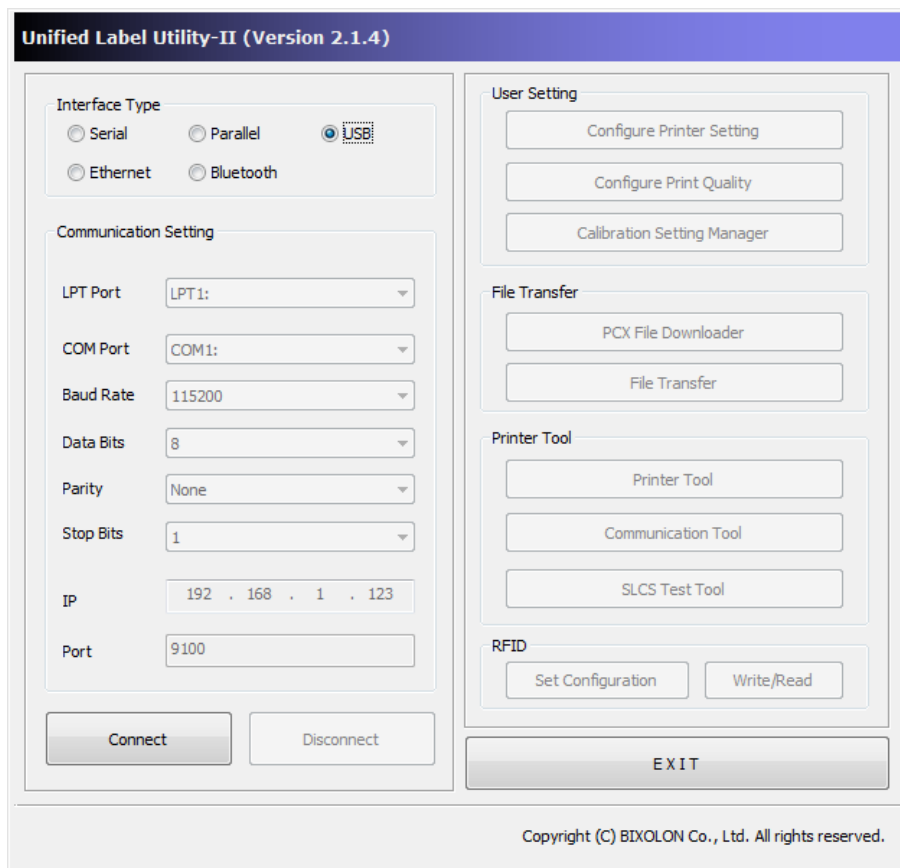 Unified Label Utility-II (Version 2.1.4)
Interface Type
Serial
Parallel
USB
Ethernet
Bluetooth
Communication Setting
LPT Port
LPT1:
COM Port
COM1:
Baud Rate
115200
Data Bits
8
Parity
None
Stop Bits
1
IP
192 . 168 . 1 . 123
Port
9100
Connect
Disconnect
User Setting
Configure Printer Setting
Configure Print Quality
Calibration Setting Manager
File Transfer
PCX File Downloader
File Transfer
Printer Tool
Printer Tool
Communication Tool
SLCS Test Tool
RFID
Set Configuration
Write/Read
EXIT
Copyright (C) BIXOLON Co., Ltd. All rights reserved.